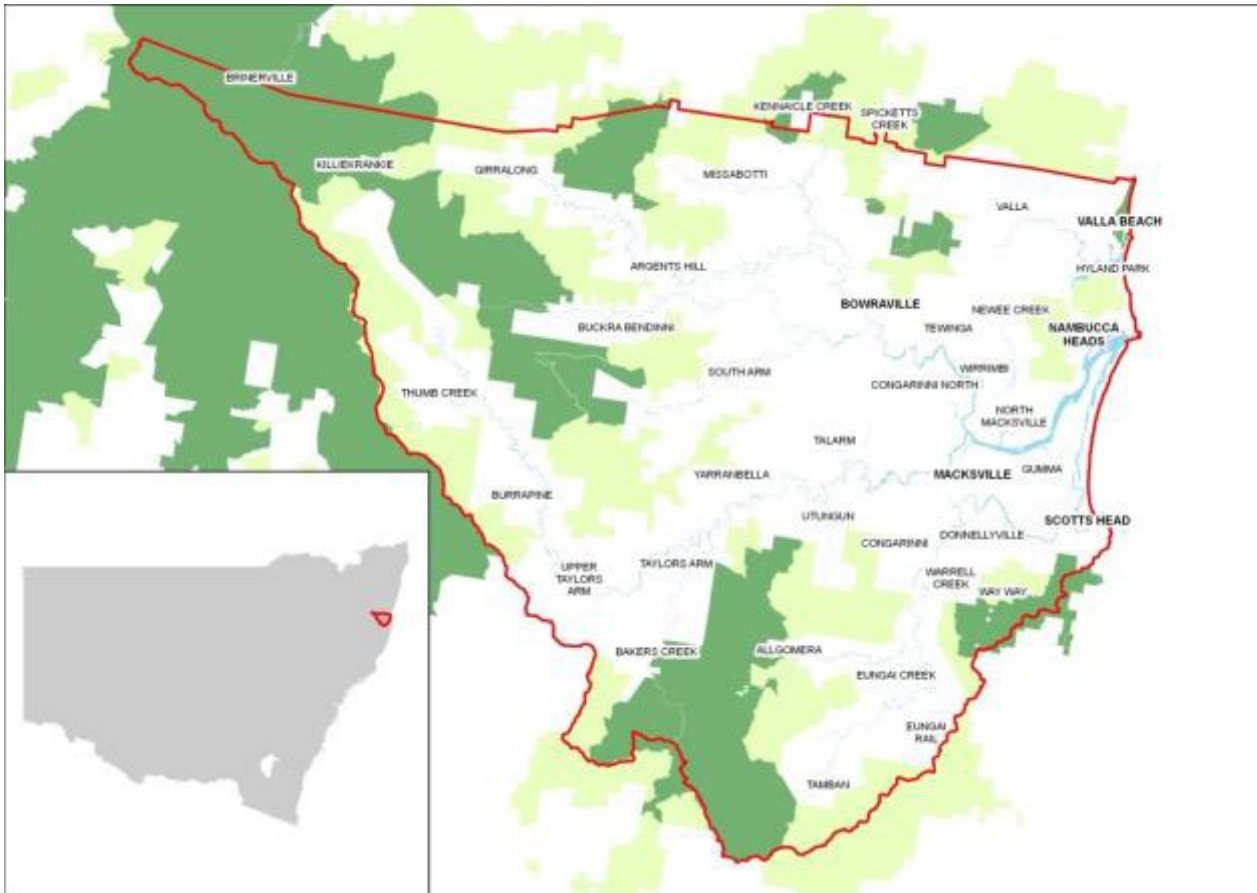 BRINERVILLE
KENNAICLE CREEK
SPICKETTS
CREEK
KILLIEKRANKIE
GIRRALONG
MISSABOTTI
VALLA
VALLA BEACH
ARGENTS HILL
HYLAND PARK
BOWRAVILLE
NEWEE CREEK
BUCKRA BENDINNI
TEWINGA
NAMBUCCA
HEADS
SOUTH ARM
WIRRIMBI
THUMB CREEK
CONGARINNI NORTH
NORTH
MACKSVILLE
TALARM
YARRANBELLA
MACKSVILLE
GUMMA
BURRAPINE
UTUNGUN
SCOTTS HEAD
CONGARINNI
DONNELLYVILLE
UPPER
TAYLORS
ARM
TAYLORS ARM
WARRELL
CREEK
WAY WAY
BAKERS CREEK
ALLGOMERA
EUNGAI CREEK
EUNGAI
RAIL
TAMBAN